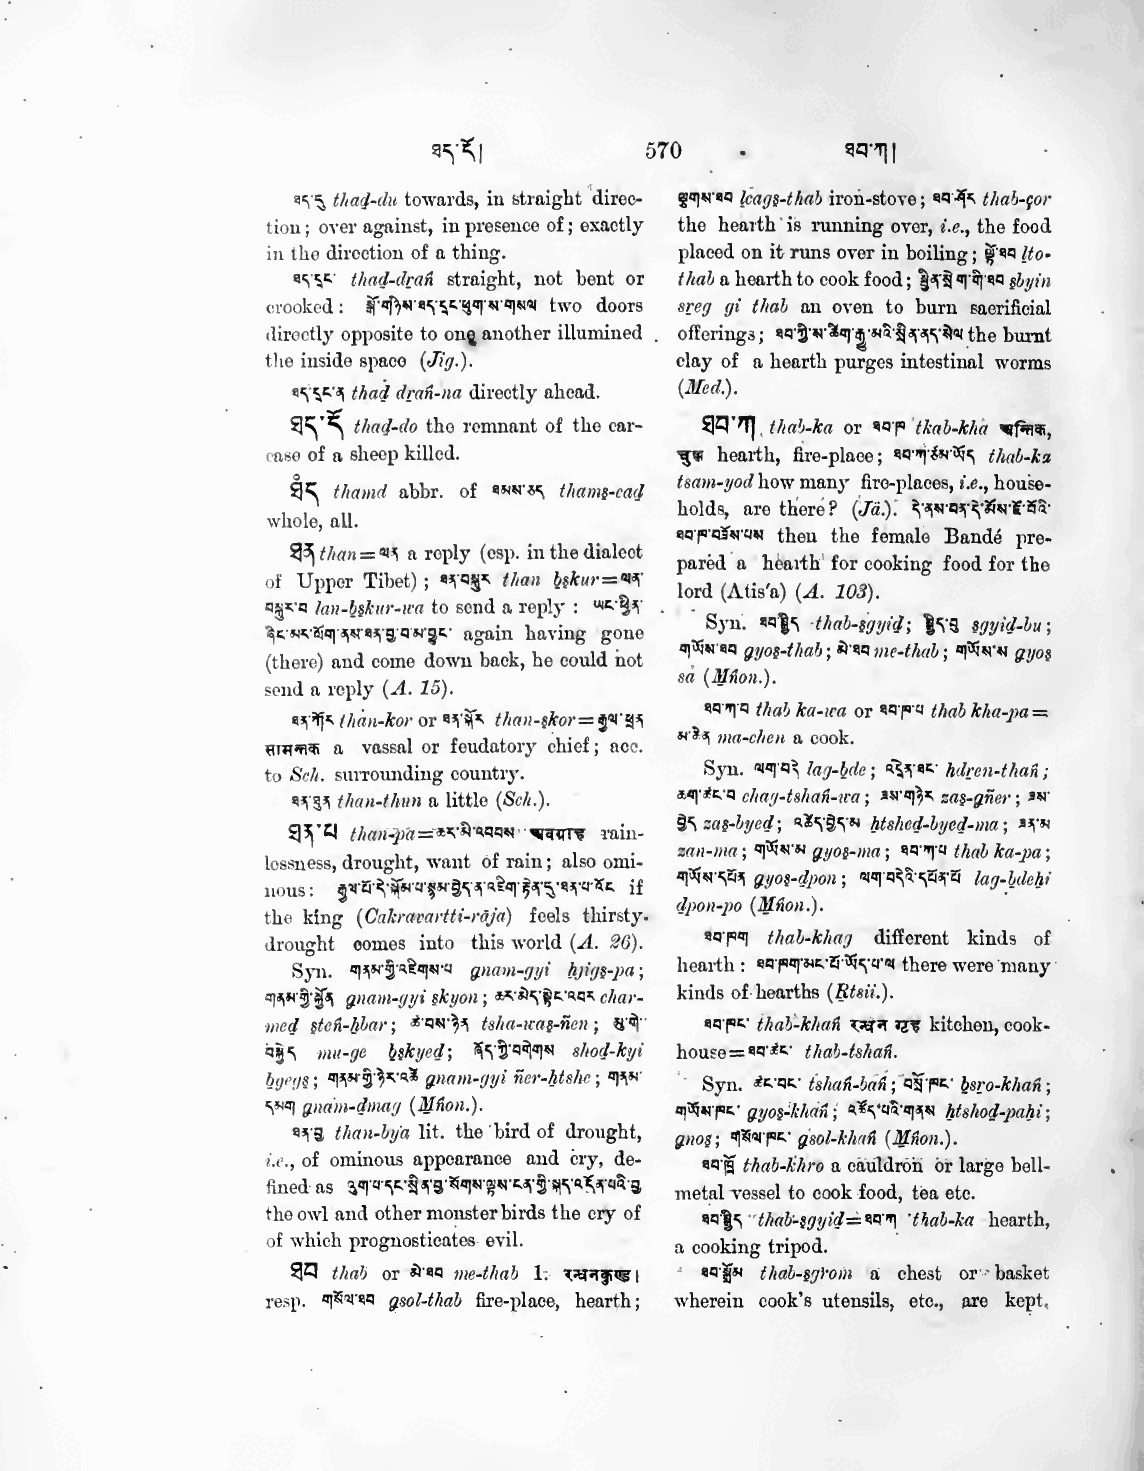 ཐད་དོ། 570 ཐབ་ཀ།
ཐད་དུ thad-du towards, in straight direc-
tion; over against, in presence of; exactly
in the direction of a thing.
ཐད་དྲང་ thad-drañ straight, not bent or
crooked: སྒོ་གཉིས་ཐད་དྲང་ཕུག་ས་གསལ two doors
directly opposite to one another illumined
the inside space (Jig.).
ཐད་དྲང་ན thad drañ-na directly ahead.
ཐད་དོ thad-do the remnant of the car-
case of a sheep killed.
ཐཾད thamd abbr. of ཐམས་ཅད thams-cad
whole, all.
ཐན than=ལན a reply (esp. in the dialect
of Upper Tibet); ཐན་བསྐུར than bskur=ལན་
བསྐུར་བ lan-bskur-wa to send a reply: ཡང་ཕྱིན་
ཞིང་མར་ཐོག་ནས་ཐན་བྱ་བ་མ་བྱུང་ again having gone
(there) and come down back, he could not
send a reply (A. 15).
ཐན་ཀོར than-kor or ཐན་སྐོར than-skor=རྒྱལ་ཕྲན
सामन्तक a vassal or feudatory chief; acc.
to Sch. surrounding country.
ཐན་ཐུན than-thun a little (Sch.).
ཐན་པ than-pa=ཆར་མི་འབབས་ अवग्राह rain-
lessness, drought, want of rain; also omi-
nous: རྒྱལ་པོ་དེ་སྐོམ་པ་སྙམ་བྱེད་ན་འཇིག་རྟེན་དུ་ཐན་པ་འོང if
the king (Cakravartti-rāja) feels thirsty
drought comes into this world (A. 26).
Syn. གནམ་གྱི་འཇིགས་པ gnam-gyi hjigs-pa;
གནམ་གྱི་སྐྱོན gnam-gyi skyon; ཆར་མེད་སྟེང་འབར char-
med steñ-hbar; ཚ་བས་ཉེན tsha-was-ñen; མུ་གེ་
བསྐྱེད mu-ge bskyed; ཤོད་ཀྱི་བགེགས shod-kyi
bgegs; གནམ་གྱི་ཉེར་འཚེ gnam-gyi ñer-htshe; གནམ་
དམག gnam-dmag (Mñon.).
ཐན་བྱ than-bya lit. the bird of drought,
i.e., of ominous appearance and cry, de-
fined as འུག་པ་དང་སྲིན་བྱ་སོགས་ལྟས་ངན་གྱི་སྐད་འདོན་པའི་བྱ
the owl and other monster birds the cry of
of which prognosticates evil.
ཐབ thab or མེ་ཐབ me-thab 1. रन्धनकुण्ड।
resp. གསོལ་ཐབ gsol-thab fire-place, hearth;
ལྕགས་ཐབ lcags-thab iron-stove; ཐབ་ཤོར thab-çor
the hearth is running over, i.e., the food
placed on it runs over in boiling; ལྟོ་ཐབ lto-
thab a hearth to cook food; སྦྱིན་སྲེག་གི་ཐབ sbyin
sreg gi thab an oven to burn sacrificial
offerings; ཐབ་ཀྱི་ས་ཚིག་རྒྱུ་མའི་སྲིན་ནད་སེལ the burnt
clay of a hearth purges intestinal worms
(Med.).
ཐབ་ཀ thab-ka or ཐབ་ཁ thab-kha अन्तिक,
चुल्ल hearth, fire-place; ཐབ་ཀ་ཙམ་ཡོད thab-ka
tsam-yod how many fire-places, i.e., house-
holds, are there? (Jä.). དེ་ནས་བན་དེ་མོས་ཇོ་བོའི་
ཐབ་ཁ་བཅོས་པས then the female Bandé pre-
pared a hearth for cooking food for the
lord (Atis'a) (A. 103).
Syn. ཐབ་སྒྱིད thab-sgyid; སྒྱིད་བུ sgyid-bu;
གཡོས་ཐབ gyos-thab; མེ་ཐབ me-thab; གཡོས་ས gyos
sa (Mñon.).
ཐབ་ཀ་བ thab ka-wa or ཐབ་ཁ་པ thab kha-pa=
མ་ཆེན ma-chen a cook.
Syn. ལག་བདེ lag-bde; འདྲེན་ཐང་ hdren-thañ;
ཆག་ཚང་བ chag-tshañ-wa; ཟས་གཉེར zas-gñer; ཟས་
བྱེད zas-byed; འཚེད་བྱེད་མ htshed-byed-ma; ཟན་མ
zan-ma; གཡོས་མ gyos-ma; ཐབ་ཀ་པ thab ka-pa;
གཡོས་དཔོན gyos-dpon; ལག་བདེའི་དཔོན་པོ lag-bdehi
dpon-po (Mñon.).
ཐབ་ཁག thab-khag different kinds of
hearth: ཐབ་ཁག་མང་པོ་ཡོད་པ་ལ there were many
kinds of hearths (Rtsii.).
ཐབ་ཁང་ thab-khañ रन्धन गृह kitchen, cook-
house=ཐབ་ཚང་ thab-tshañ.
Syn. ཚང་བང་ tshañ-bañ; བསྲོ་ཁང་ bsro-khañ;
གཡོས་ཁང་ gyos-khañ; འཚོད་པའི་གནས htshod-pahi;
gnos; གསོལ་ཁང་ gsol-khañ (Mñon.).
ཐབ་ཁྲོ thab-khro a cauldron or large bell-
metal vessel to cook food, tea etc.
ཐབ་སྒྱིད thab-sgyid=ཐབ་ཀ thab-ka hearth,
a cooking tripod.
ཐབ་སྒྲོམ thab-sgrom a chest or basket
wherein cook's utensils, etc., are kept.